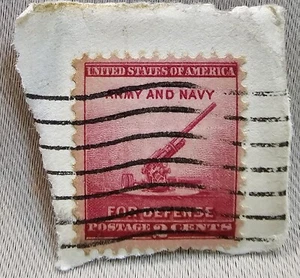 UNITED STATES OF AMERICA
ARMY AND NAVY
FOR DEFENSE
POSTAGE 2 CENTS